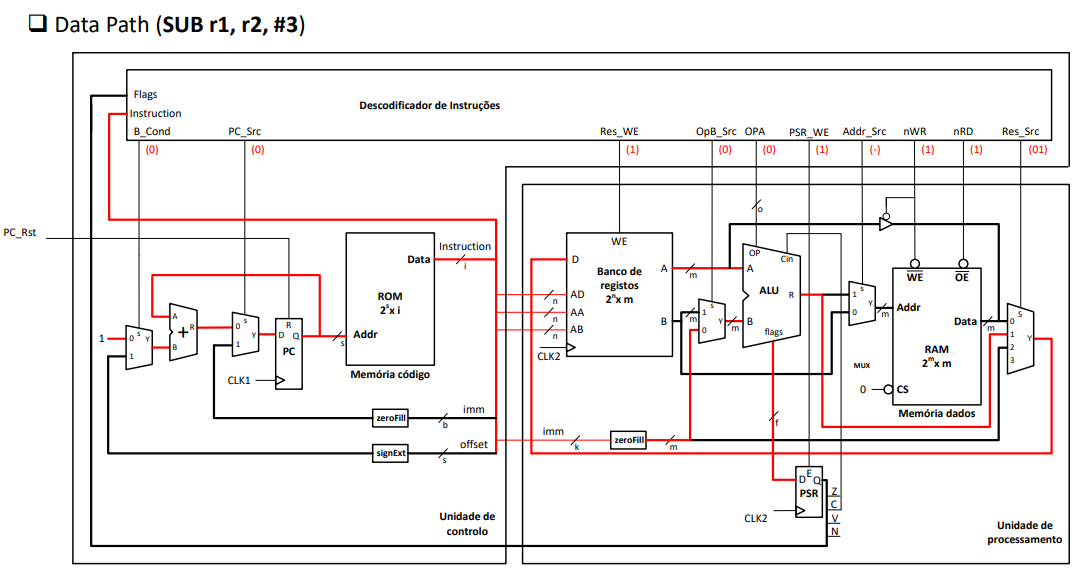 ❑ Data Path (SUB r1, r2, #3)
Flags
Descodificador de Instruções
Instruction
B_Cond PC_Src Res_WE OpB_Src OPA PSR_WE Addr_Src nWR nRD Res_Src
(0) (0) (1) (0) (0) (1) (-) (1) (1) (01)
o
PC_Rst
Instruction
i
Data
ROM
2^s x i
Addr
s
Memória código
A
B
R
+
1
0 S Y
1
0 S Y
1
R
D Q
PC
CLK1
zeroFill
imm
b
signExt
offset
s
Unidade de
controlo
WE
D
Banco de
registos
2^n x m
A
B
AD
AA
AB
n
n
n
CLK2
m
m
1 S
Y
0
m
OP
Cin
A
ALU
R
B
flags
f
imm
k
zeroFill
m
D E Q
PSR
CLK2
Z
C
V
N
1 S
Y
0
m
MUX
WE
OE
Addr
Data
m
RAM
2^m x m
0
CS
Memória dados
S
0
1
Y
2
3
Unidade de
processamento